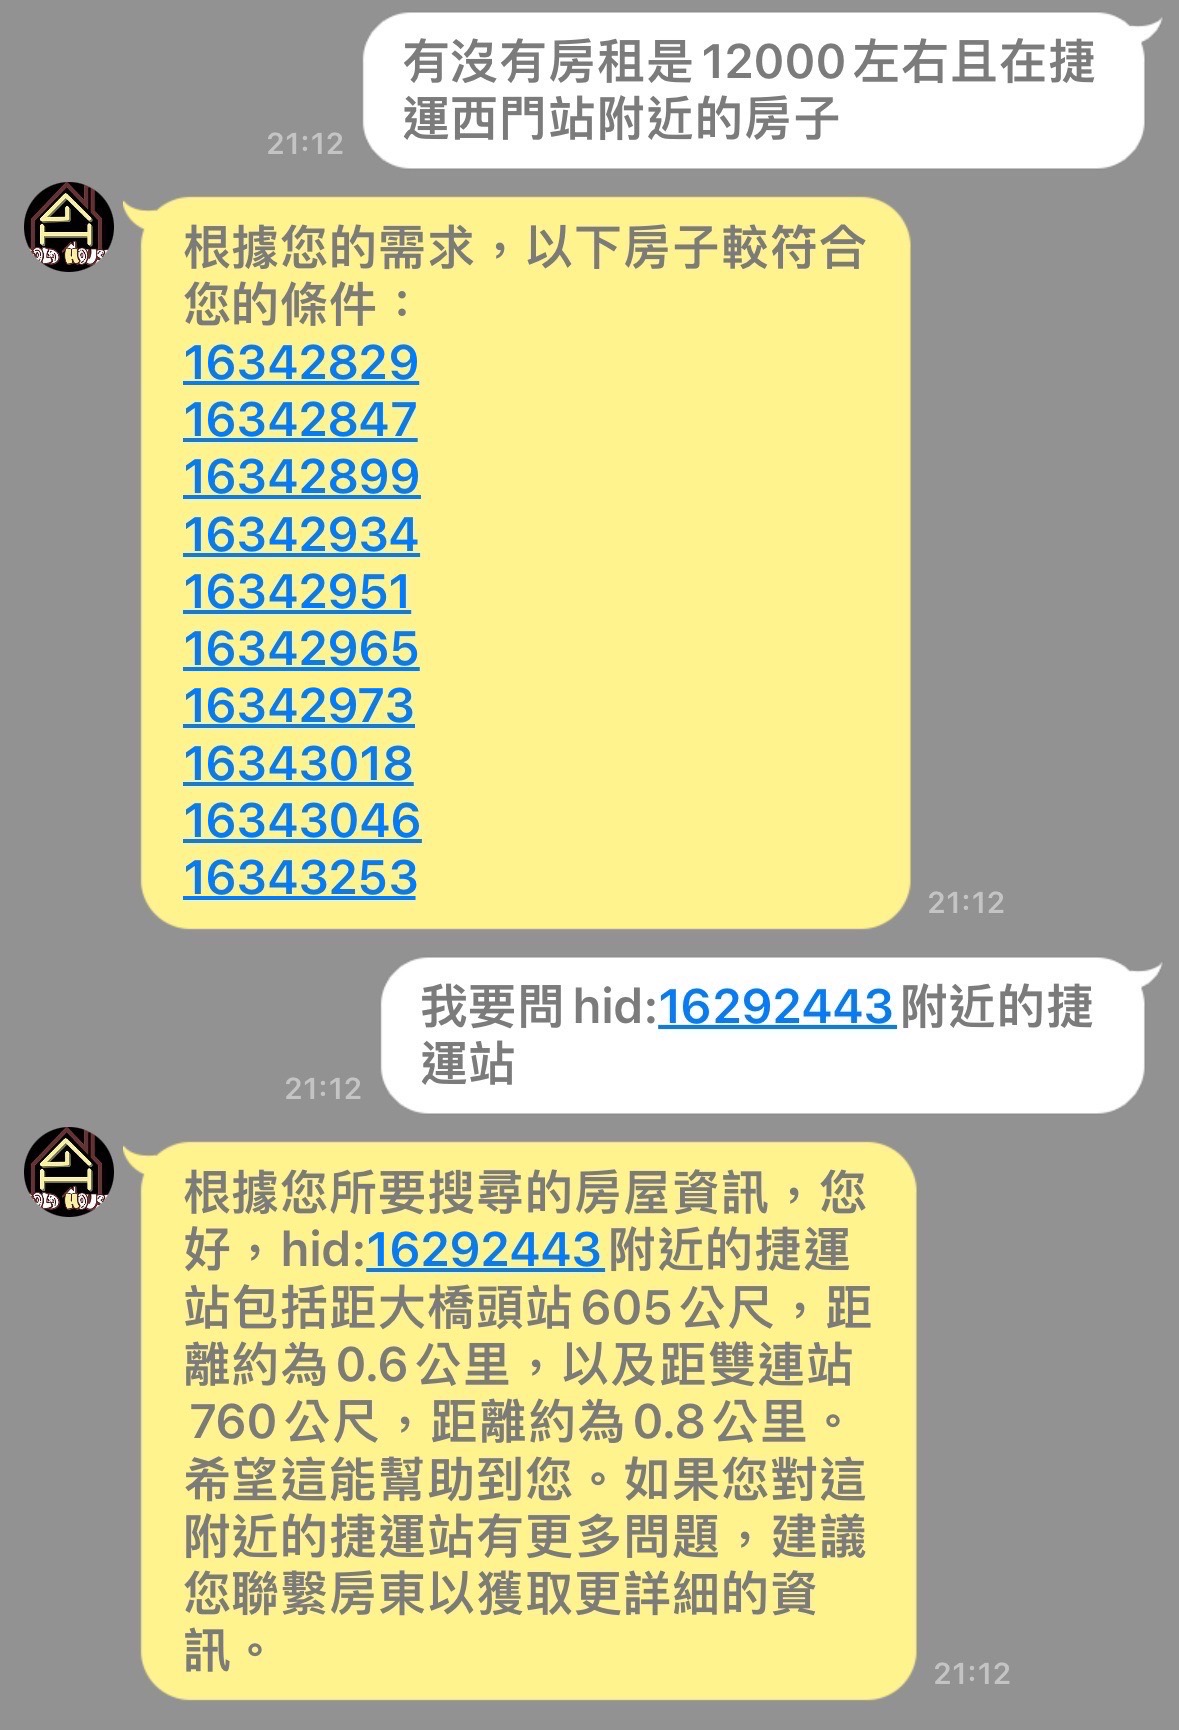 有沒有房租是12000左右且在捷
運西門站附近的房子
21:12
根據您的需求，以下房子較符合
您的條件：
16342829
16342847
16342899
16342934
16342951
16342965
16342973
16343018
16343046
16343253
21:12
我要問hid:16292443附近的捷
運站
21:12
根據您所要搜尋的房屋資訊，您
好，hid:16292443附近的捷運
站包括距大橋頭站605公尺，距
離約為0.6公里，以及距雙連站
760公尺，距離約為0.8公里。
希望這能幫助到您。如果您對這
附近的捷運站有更多問題，建議
您聯繫房東以獲取更詳細的資
訊。
21:12